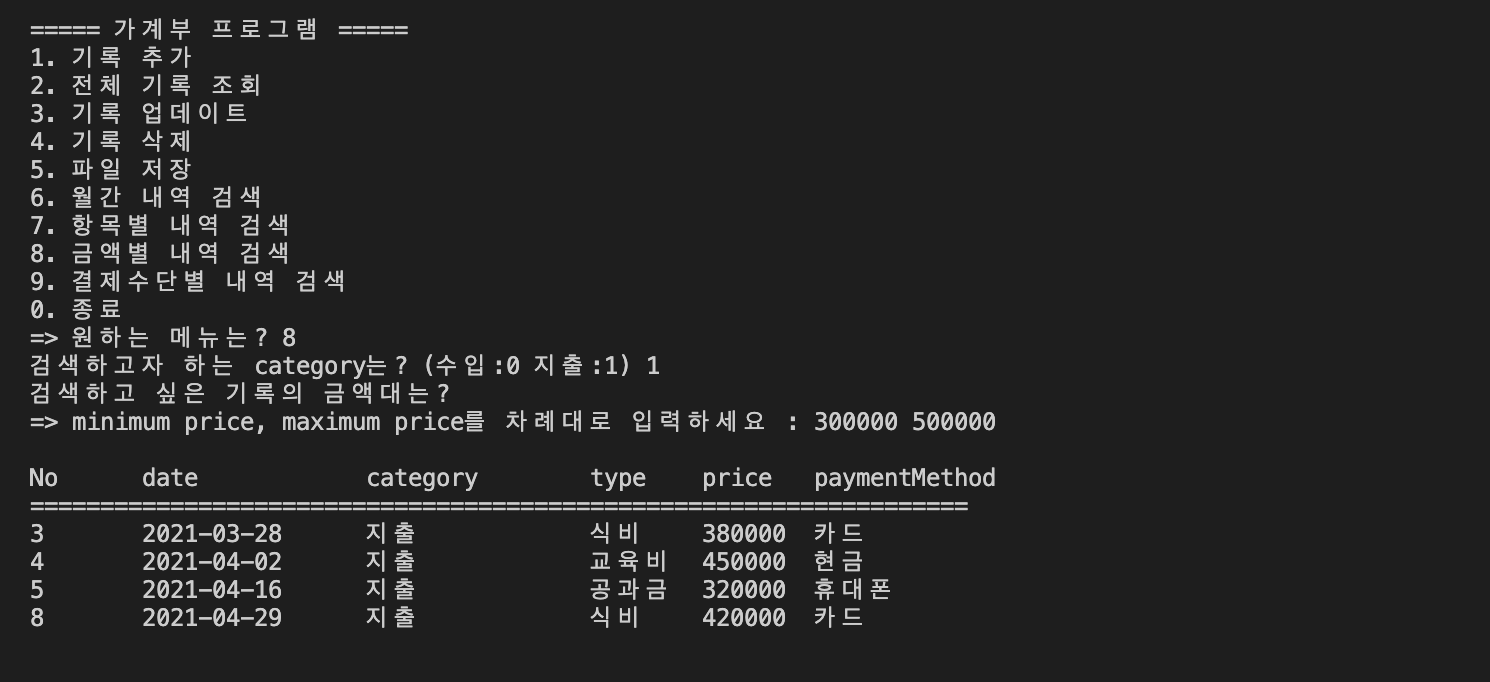 ===== 가계부 프로그램 =====
1. 기록 추가
2. 전체 기록 조회
3. 기록 업데이트
4. 기록 삭제
5. 파일 저장
6. 월간 내역 검색
7. 항목별 내역 검색
8. 금액별 내역 검색
9. 결제수단별 내역 검색
0. 종료
=> 원하는 메뉴는? 8
검색하고자 하는 category는? (수입:0 지출:1) 1
검색하고 싶은 기록의 금액대는?
=> minimum price, maximum price를 차례대로 입력하세요 : 300000 500000
No date category type price paymentMethod
===================================================================
3 2021-03-28 지출 식비 380000 카드
4 2021-04-02 지출 교육비 450000 현금
5 2021-04-16 지출 공과금 320000 휴대폰
8 2021-04-29 지출 식비 420000 카드